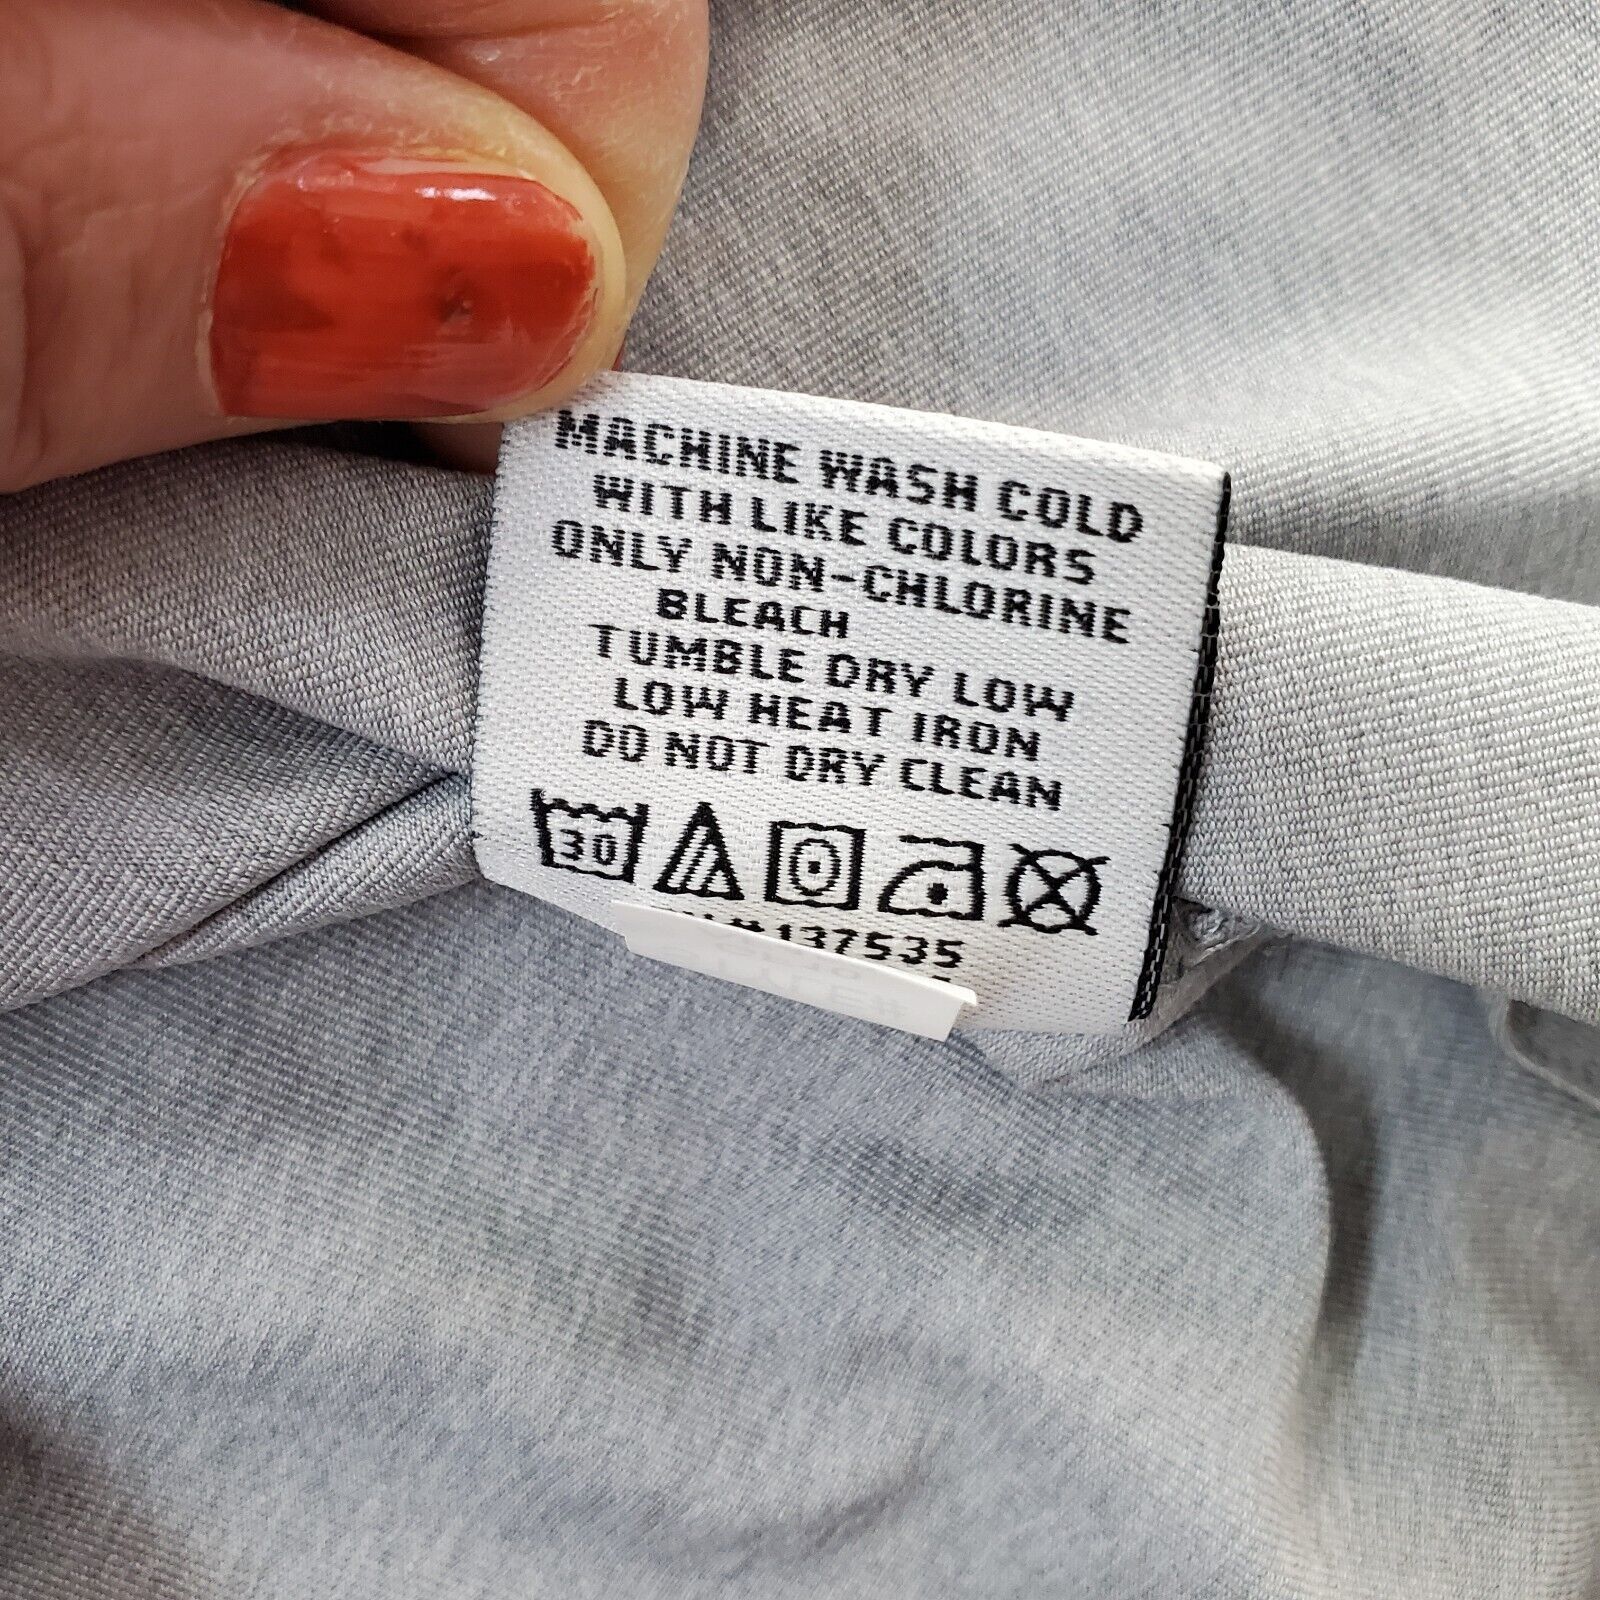 MACHINE WASH COLD
WITH LIKE COLORS
ONLY NON-CHLORINE
BLEACH
TUMBLE DRY LOW
LOW HEAT IRON
DO NOT DRY CLEAN
30
137535